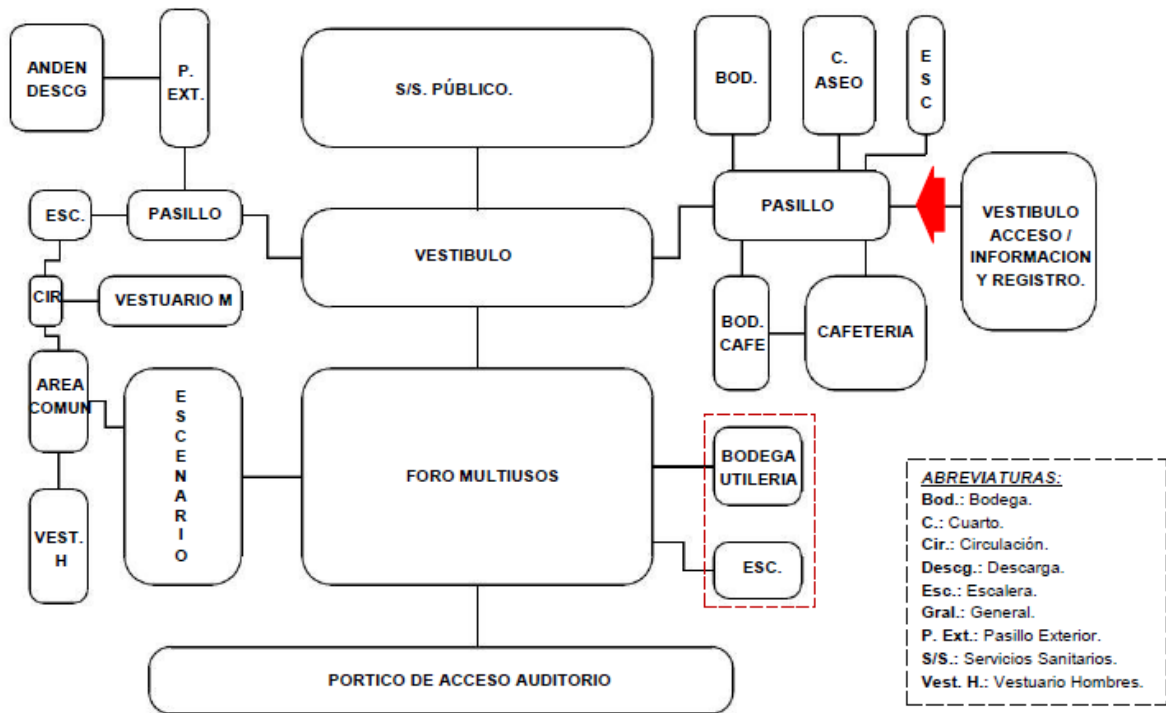 ANDEN
DESCG
P.
EXT.
S/S. PÚBLICO.
BOD.
C.
ASEO
E
S
C
ESC.
PASILLO
VESTIBULO
PASILLO
VESTIBULO
ACCESO /
INFORMACION
Y REGISTRO.
CIR
VESTUARIO M
BOD.
CAFE
CAFETERIA
AREA
COMUN
E
S
C
E
N
A
R
I
O
FORO MULTIUSOS
BODEGA
UTILERIA
VEST.
H
ESC.
PORTICO DE ACCESO AUDITORIO
ABREVIATURAS:
Bod.: Bodega.
C.: Cuarto.
Cir.: Circulación.
Descg.: Descarga.
Esc.: Escalera.
Gral.: General.
P. Ext.: Pasillo Exterior.
S/S.: Servicios Sanitarios.
Vest. H.: Vestuario Hombres.